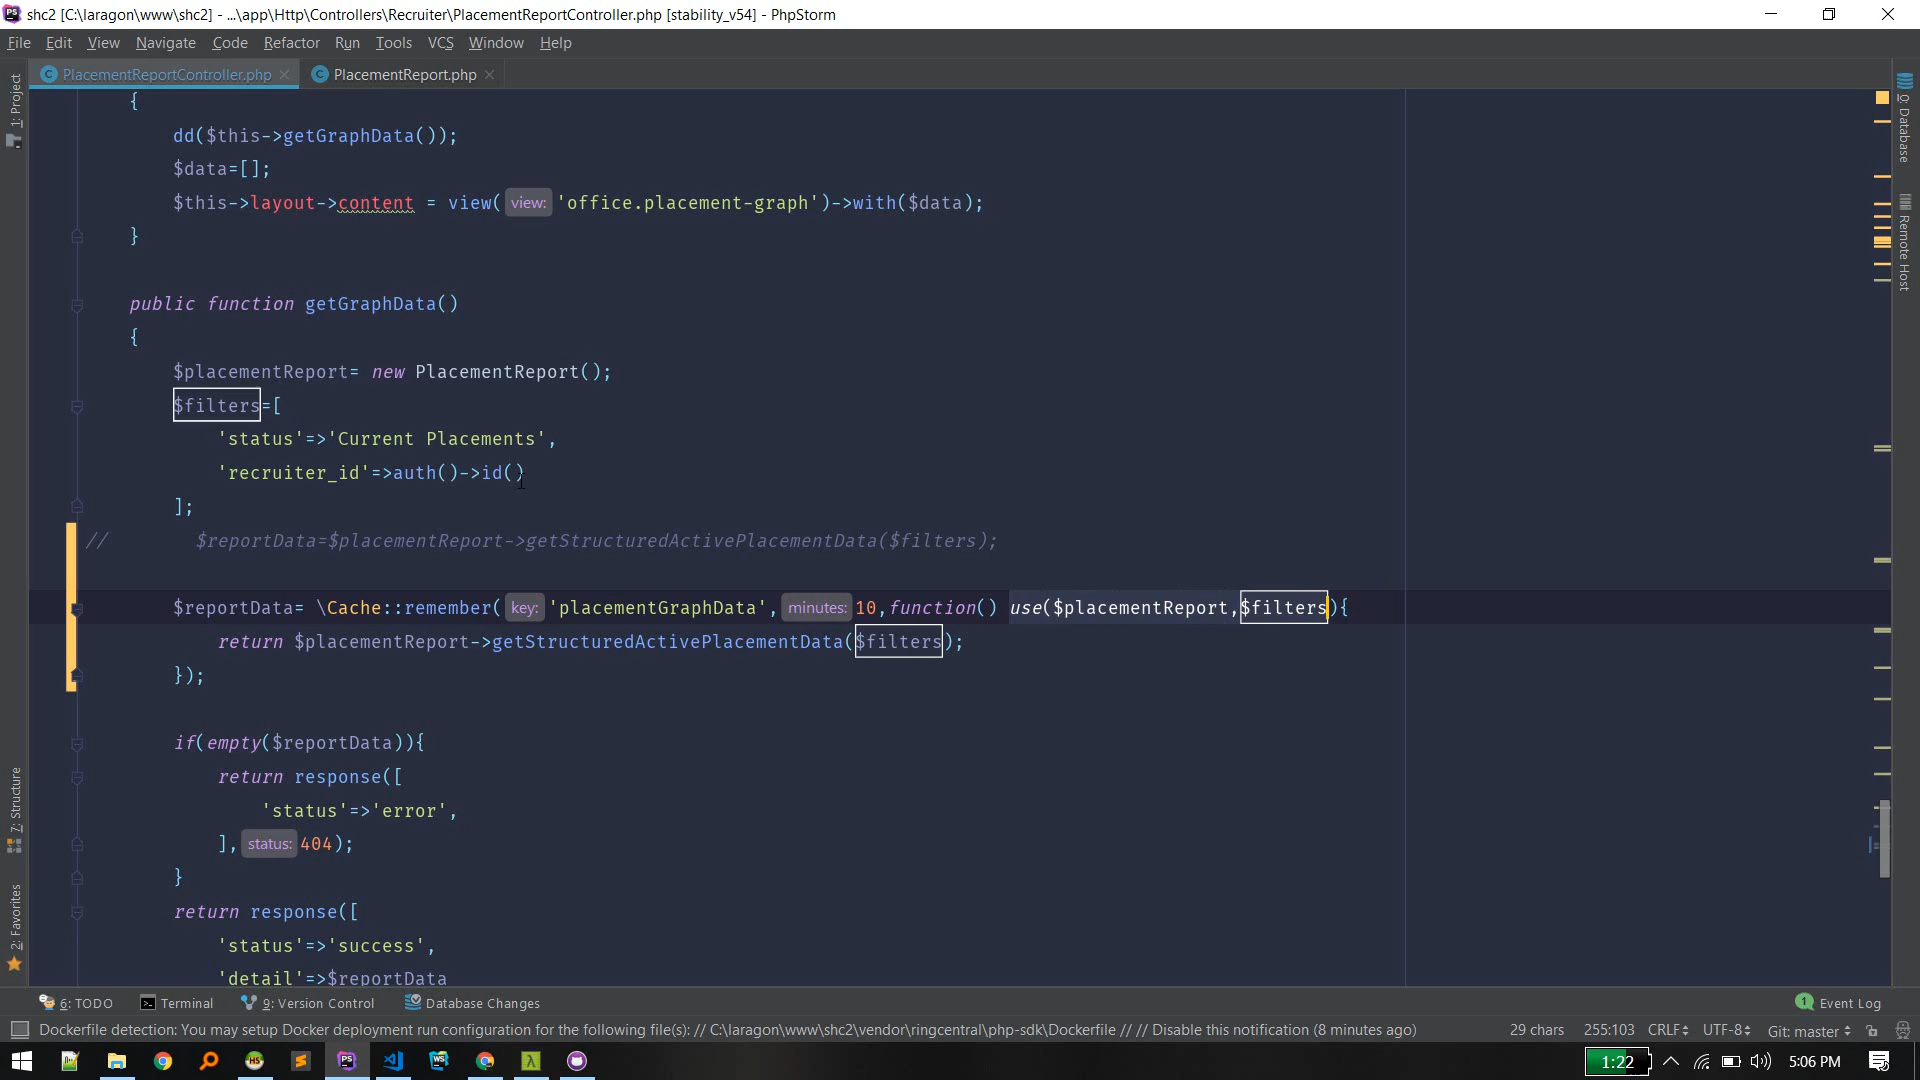 shc2 [C:\laragon\www\shc2] - ...\app\Http\Controllers\Recruiter\PlacementReportController.php [stability_v54] - PhpStorm
File Edit View Navigate Code Refactor Run Tools VCS Window Help
PlacementReportController.php PlacementReport.php
1: Project
0: Database
Remote Host
{
dd($this->getGraphData());
$data=[];
$this->layout->content = view( view: 'office.placement-graph')->with($data);
}
public function getGraphData()
{
$placementReport= new PlacementReport();
$filters=[
'status'=>'Current Placements',
'recruiter_id'=>auth()->id()
];
// $reportData=$placementReport->getStructuredActivePlacementData($filters);
$reportData= \Cache::remember( key: 'placementGraphData', minutes: 10,function() use($placementReport,$filters){
return $placementReport->getStructuredActivePlacementData($filters);
});
if(empty($reportData)){
return response([
'status'=>'error',
], status: 404);
}
return response([
'status'=>'success',
'detail'=>$reportData
7: Structure
2: Favorites
6: TODO Terminal 9: Version Control Database Changes 1 Event Log
Dockerfile detection: You may setup Docker deployment run configuration for the following file(s): // C:\laragon\www\shc2\vendor\ringcentral\php-sdk\Dockerfile // // Disable this notification (8 minutes ago) 29 chars 255:103 CRLF UTF-8 Git: master
PS
HS
S
PS
WS
λ
1:22 5:06 PM